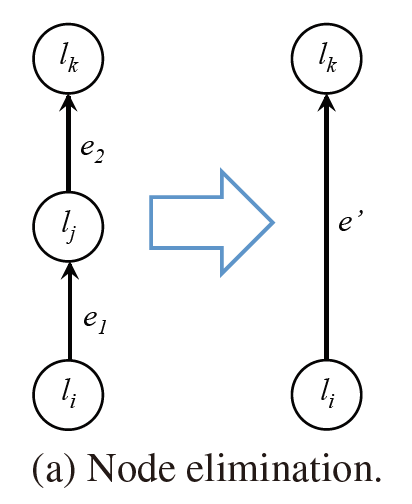 l_k l_k
e_2
l_j e’
e_1
l_i l_i
(a) Node elimination.